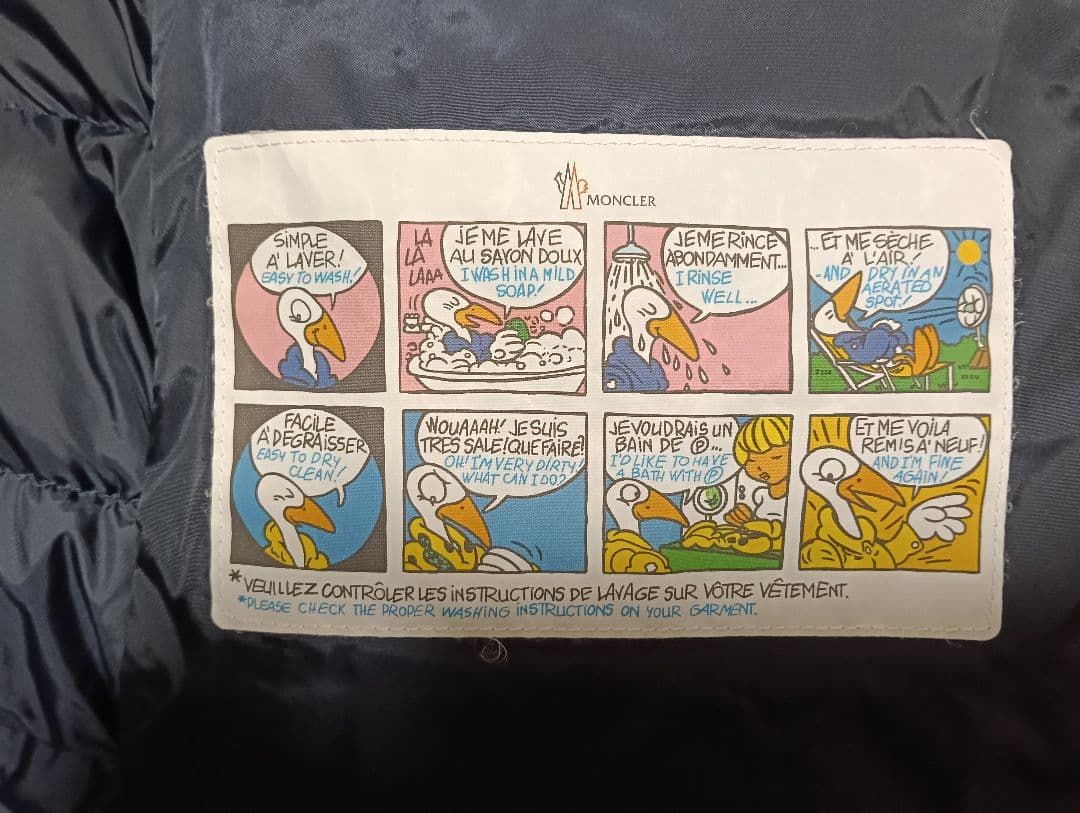 MONCLER
SIMPLE
A' LAVER!
EASY TO WASH!
LA
LA
LAAA
JE ME LAVE
AU SAVON DOUX
I WASH IN A MILD
SOAP!
JE ME RINCE
ABONDAMMENT...
I RINSE
WELL...
...ET ME SÈCHE
A' L'AIR!
-AND DRY IN AN
AERATED
SPOT!
FACILE
A' DEGRAISSER
EASY TO DRY
CLEAN!
WOUAAAH! JE SUIS
TRES SALE! QUE FAIRE?
OH! I'M VERY DIRTY!
WHAT CAN I DO?
JE VOUDRAIS UN
BAIN DE Ⓟ...
I'D LIKE TO HAVE
A BATH WITH Ⓟ
ET ME VOILA
REMIS A' NEUF!
AND I'M FINE
AGAIN!
*VEUILLEZ CONTRÔLER LES INSTRUCTIONS DE LAVAGE SUR VÔTRE VÊTEMENT.
*PLEASE CHECK THE PROPER WASHING INSTRUCTIONS ON YOUR GARMENT.